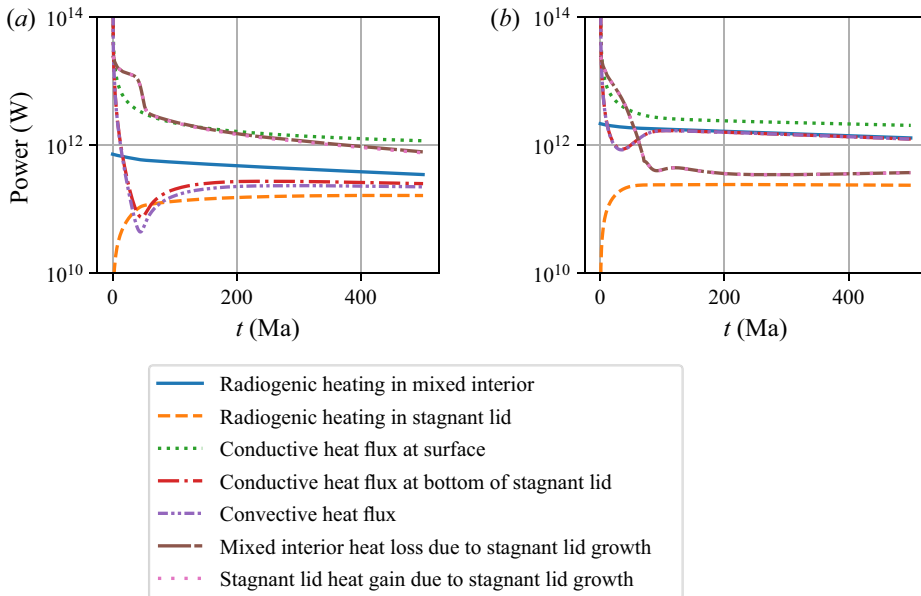 (a)
(b)
10^14
10^12
10^10
Power (W)
0
200
400
t (Ma)
10^14
10^12
10^10
0
200
400
t (Ma)
Radiogenic heating in mixed interior
Radiogenic heating in stagnant lid
Conductive heat flux at surface
Conductive heat flux at bottom of stagnant lid
Convective heat flux
Mixed interior heat loss due to stagnant lid growth
Stagnant lid heat gain due to stagnant lid growth